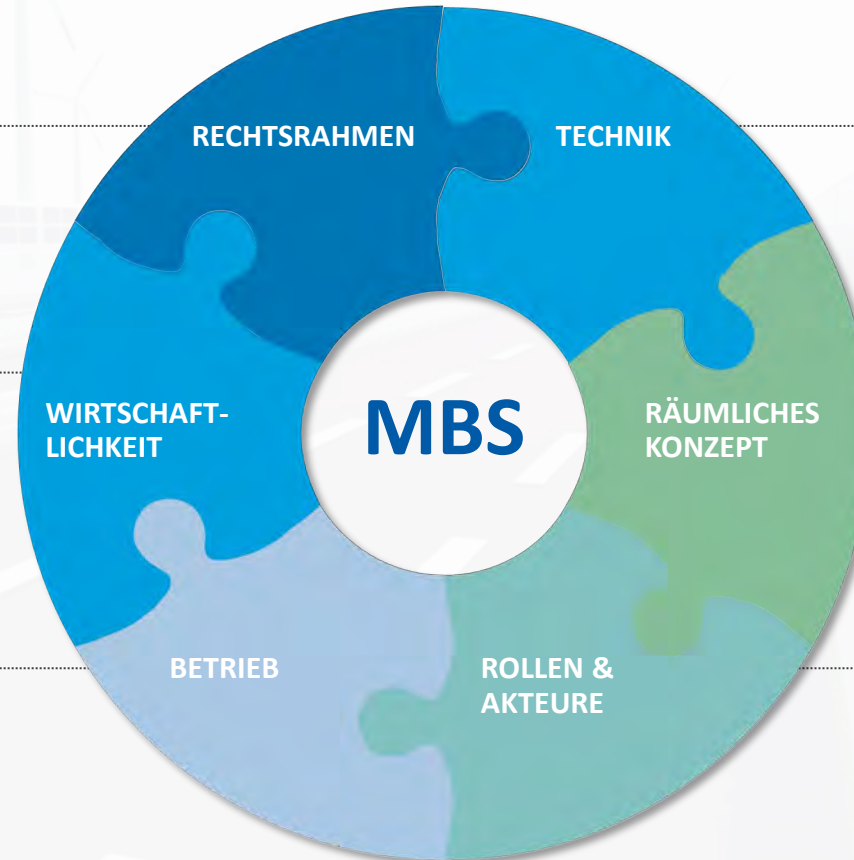 RECHTSRAHMEN
TECHNIK
WIRTSCHAFT-
LICHKEIT
MBS
RÄUMLICHES
KONZEPT
BETRIEB
ROLLEN &
AKTEURE